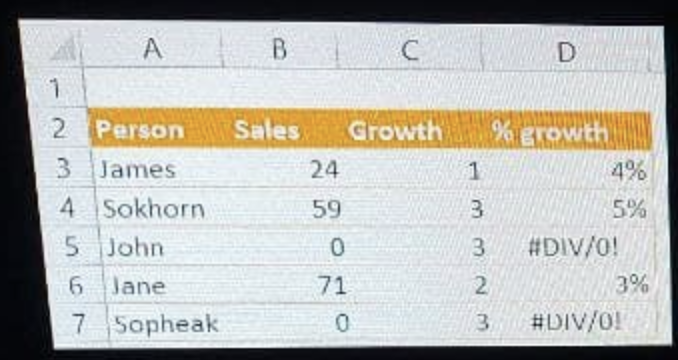 A B C D
1
2 Person Sales Growth % growth
3 James 24 1 4%
4 Sokhorn 59 3 5%
5 John 0 3 #DIV/0!
6 Jane 71 2 3%
7 Sopheak 0 3 #DIV/0!